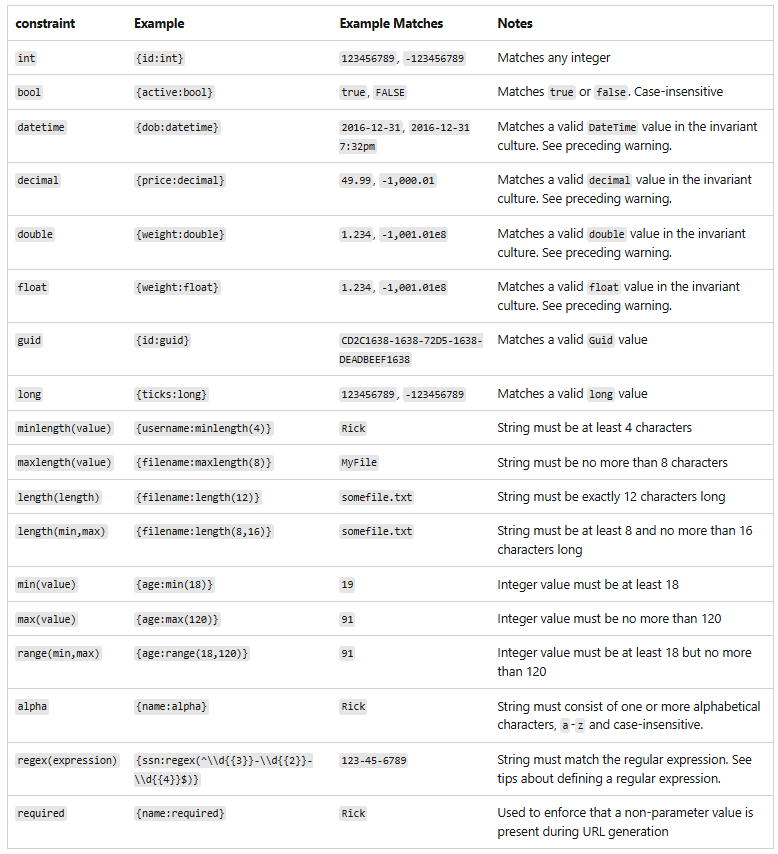 constraint Example Example Matches Notes
int {id:int} 123456789, -123456789 Matches any integer
bool {active:bool} true, FALSE Matches true or false. Case-insensitive
datetime {dob:datetime} 2016-12-31, 2016-12-31 Matches a valid DateTime value in the invariant
7:32pm culture. See preceding warning.
decimal {price:decimal} 49.99, -1,000.01 Matches a valid decimal value in the invariant
culture. See preceding warning.
double {weight:double} 1.234, -1,001.01e8 Matches a valid double value in the invariant
culture. See preceding warning.
float {weight:float} 1.234, -1,001.01e8 Matches a valid float value in the invariant
culture. See preceding warning.
guid {id:guid} CD2C1638-1638-72D5-1638- Matches a valid Guid value
DEADBEEF1638
long {ticks:long} 123456789, -123456789 Matches a valid long value
minlength(value) {username:minlength(4)} Rick String must be at least 4 characters
maxlength(value) {filename:maxlength(8)} MyFile String must be no more than 8 characters
length(length) {filename:length(12)} somefile.txt String must be exactly 12 characters long
length(min,max) {filename:length(8,16)} somefile.txt String must be at least 8 and no more than 16
characters long
min(value) {age:min(18)} 19 Integer value must be at least 18
max(value) {age:max(120)} 91 Integer value must be no more than 120
range(min,max) {age:range(18,120)} 91 Integer value must be at least 18 but no more
than 120
alpha {name:alpha} Rick String must consist of one or more alphabetical
characters, a-z and case-insensitive.
regex(expression) {ssn:regex(^\\d{{3}}-\\d{{2}}- 123-45-6789 String must match the regular expression. See
\\d{{4}}$)} tips about defining a regular expression.
required {name:required} Rick Used to enforce that a non-parameter value is
present during URL generation